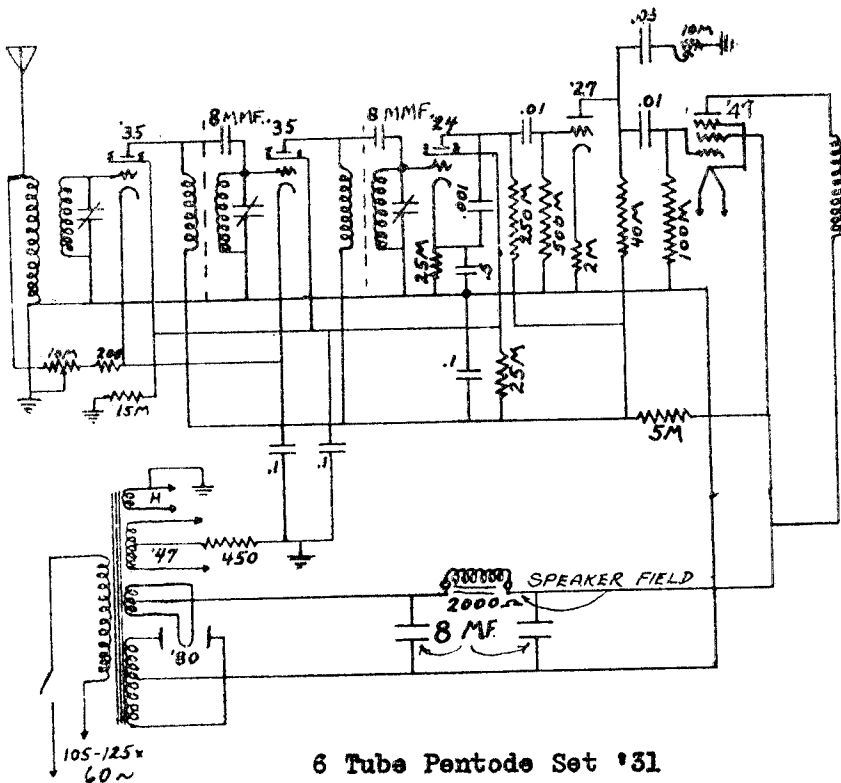 .03
10M
'35
8 MMF.
'35
8 MMF.
'24
.01
'27
.01
'47
.001
250M
500M
2M
40M
100M
25M
.5
10M
200
15M
.1
25M
5M
.1
.1
H
'47
450
SPEAKER FIELD
2000Ω
8 MF.
'80
105-125v
60~
6 Tube Pentode Set '31